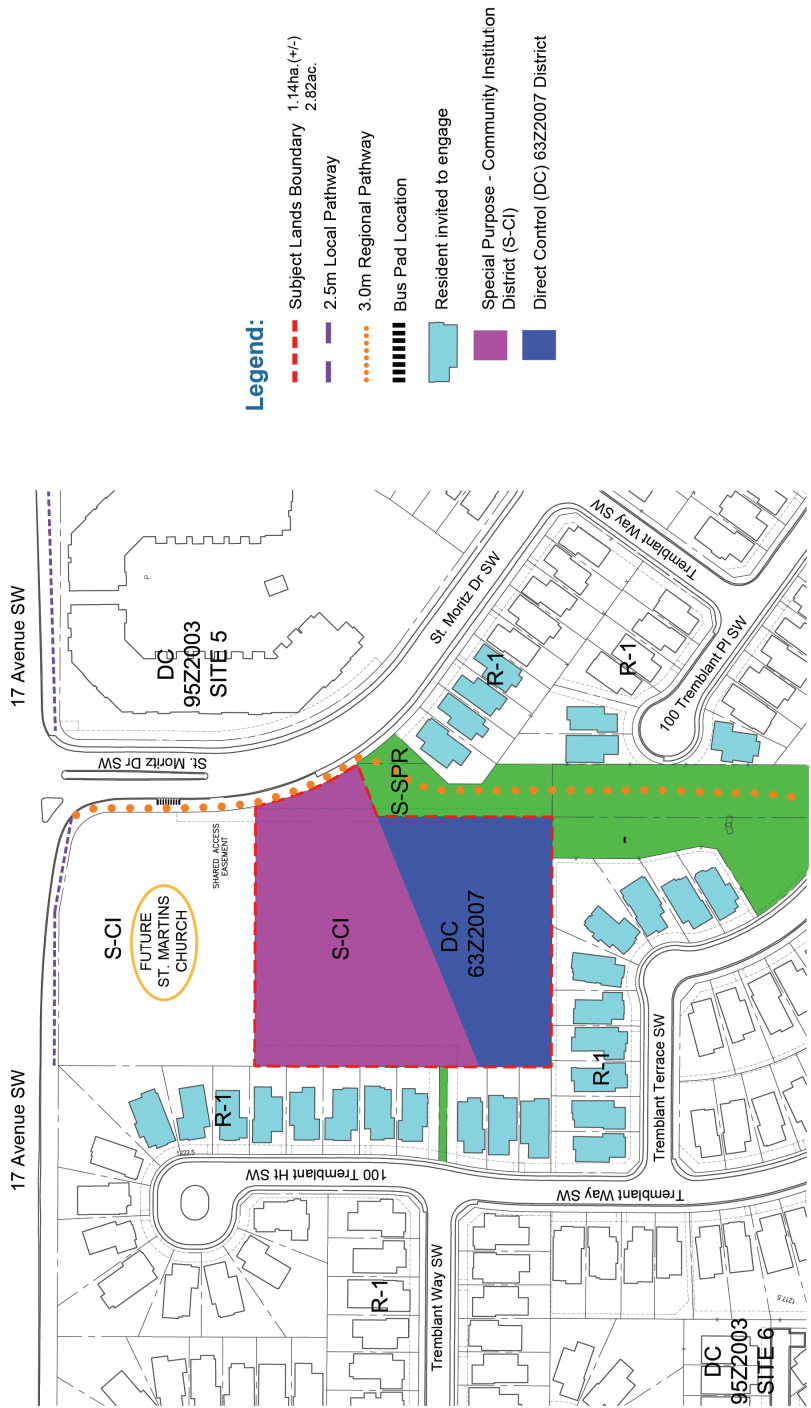 Legend:
Subject Lands Boundary 1.14ha.(+/-)
2.82ac.
2.5m Local Pathway
3.0m Regional Pathway
Bus Pad Location
Resident invited to engage
Special Purpose - Community Institution
District (S-CI)
Direct Control (DC) 63Z2007 District
17 Avenue SW
17 Avenue SW
St. Moritz Dr SW
DC
95Z2003
SITE 5
P
S-CI
FUTURE
ST. MARTINS
CHURCH
SHARED ACCESS
EASEMENT
St. Moritz Dr SW
S-CI
S-SPR
DC
63Z2007
R-1
R-1
R-1
R-1
R-1
1222.5
100 Tremblant Ht SW
Tremblant Way SW
Tremblant Way SW
100 Tremblant Pl SW
Tremblant Terrace SW
Tremblant Way SW
DC
95Z2003
SITE 6
1217.5